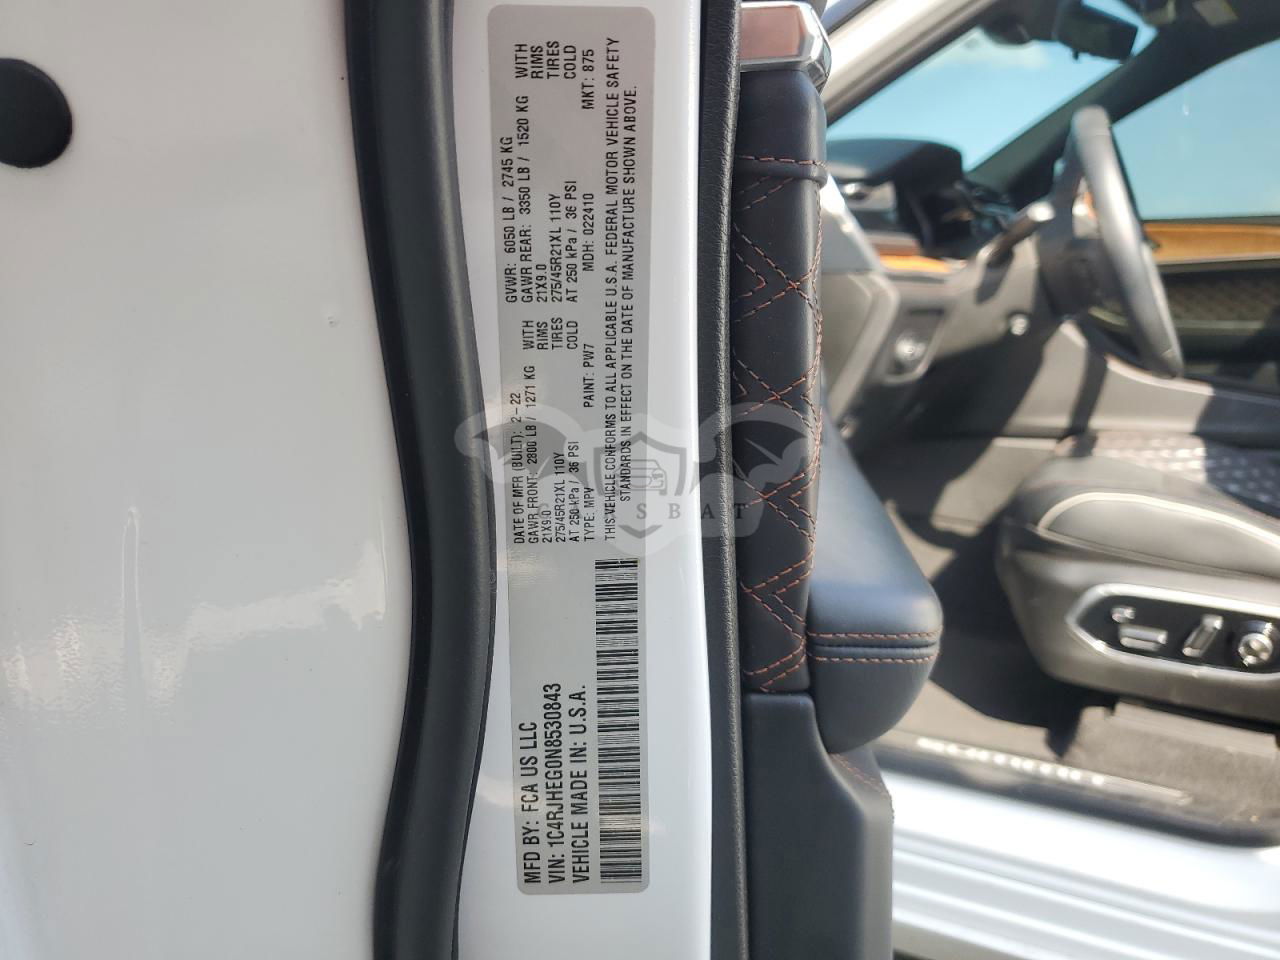 MFD BY: FCA US LLC
VIN: 1C4RJHEG0N8530843
VEHICLE MADE IN: U.S.A.
DATE OF MFR (BUILT): 2-22 GVWR: 6050 LB / 2745 KG
GAWR FRONT: 2800 LB / 1271 KG WITH GAWR REAR: 3350 LB / 1520 KG WITH
21X9.0 RIMS 21X9.0 RIMS
275/45R21XL 110Y TIRES 275/45R21XL 110Y TIRES
AT 250 kPa / 36 PSI COLD AT 250 kPa / 36 PSI COLD
TYPE: MPV PAINT: PW7 MDH: 022410 MKT: 875
THIS VEHICLE CONFORMS TO ALL APPLICABLE U.S.A. FEDERAL MOTOR VEHICLE SAFETY
STANDARDS IN EFFECT ON THE DATE OF MANUFACTURE SHOWN ABOVE.
SUMMIT